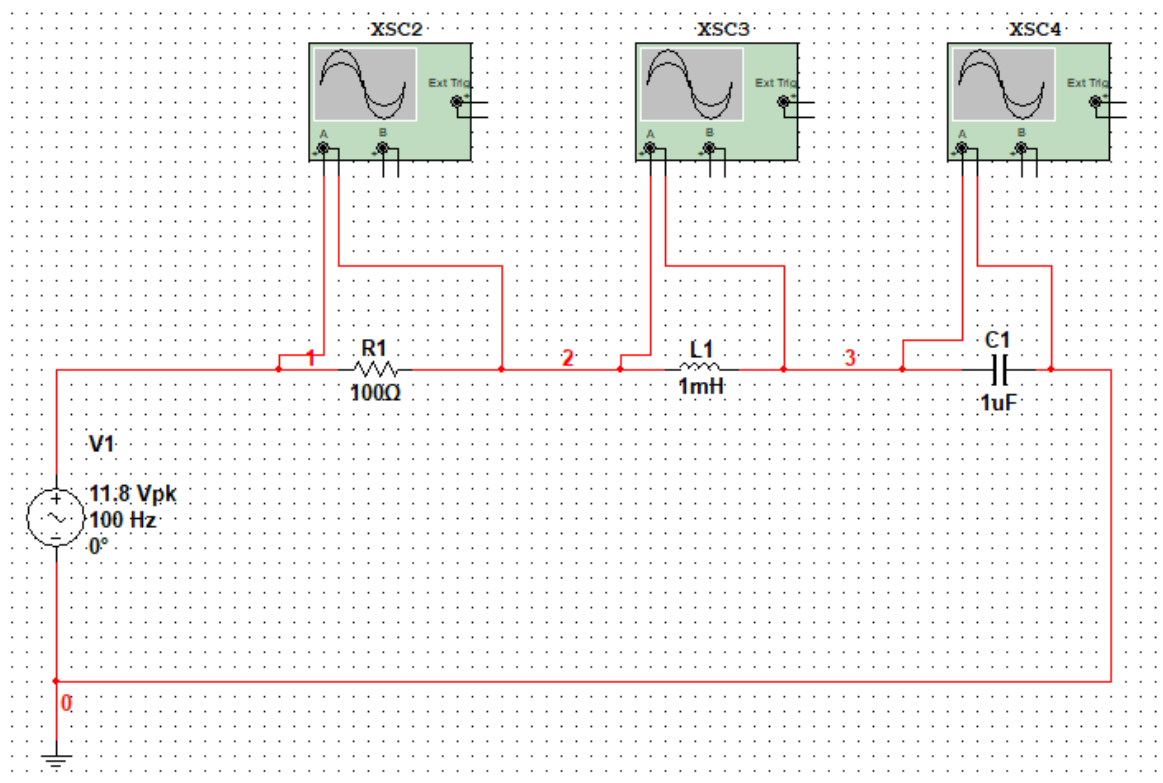 XSC2
XSC3
XSC4
Ext Trig
+
A
B
+
+
Ext Trig
+
A
B
+
+
Ext Trig
+
A
B
+
+
1
R1
100Ω
2
L1
1mH
3
C1
1uF
V1
11.8 Vpk
100 Hz
0°
0